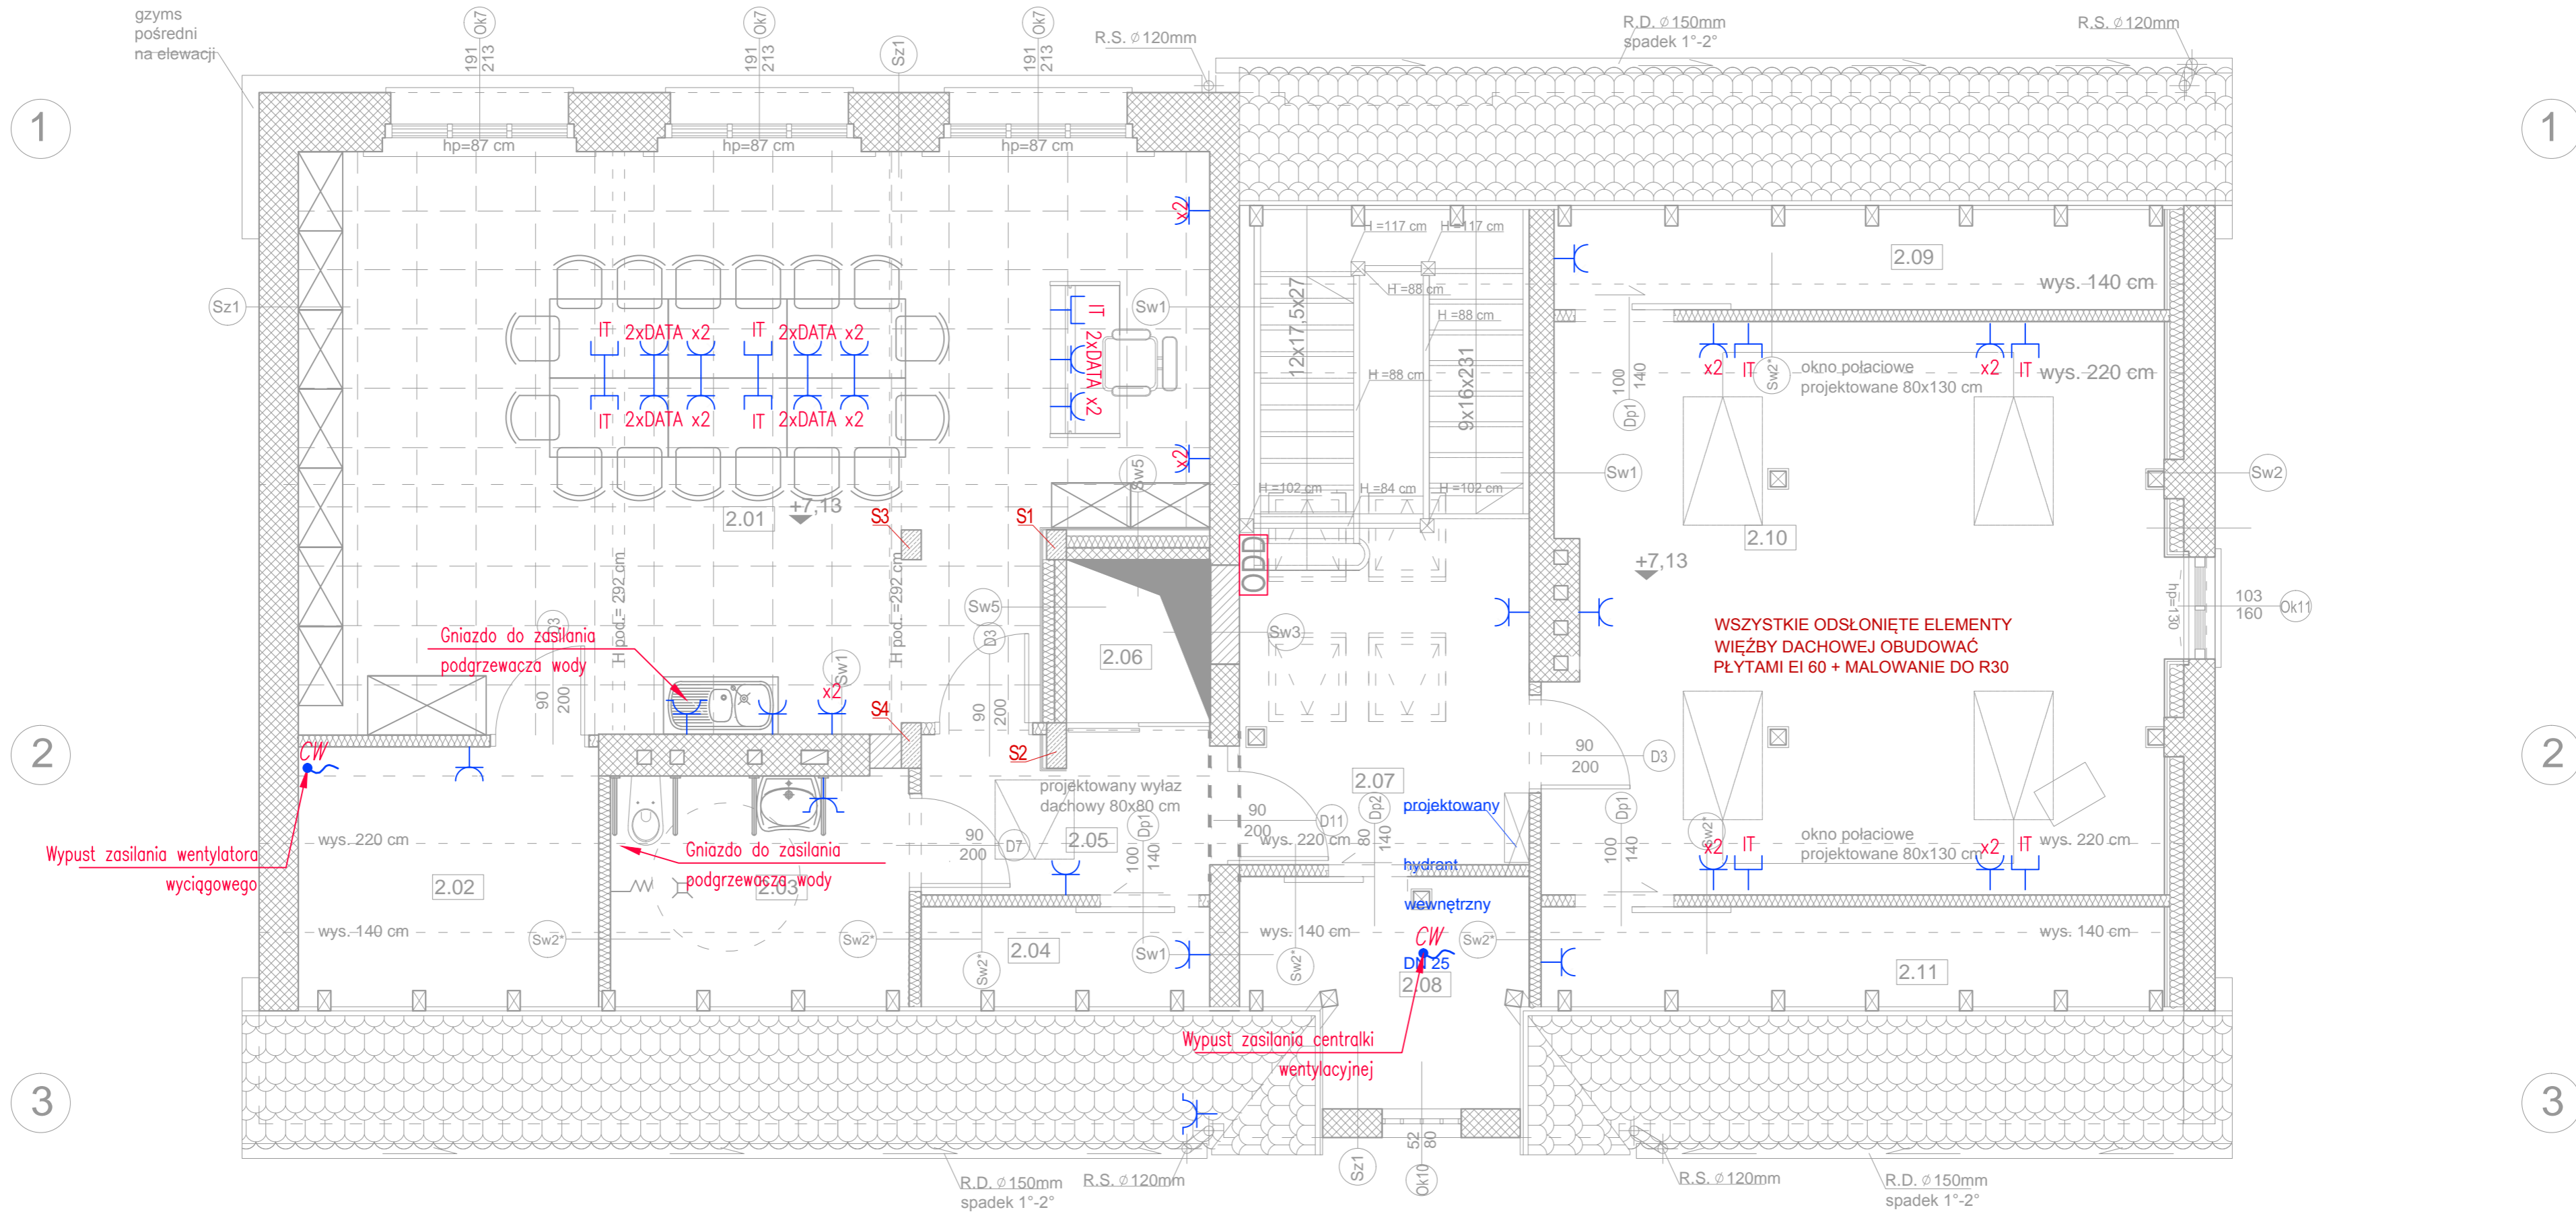 gzyms
pośredni
na elewacji
191
213
Ok7
191
213
Ok7
Sz1
191
213
Ok7
R.S. ⌀120mm
R.D. ⌀150mm
spadek 1°-2°
R.S. ⌀120mm
1
1
hp=87 cm
hp=87 cm
hp=87 cm
x2
H =117 cm
H =117 cm
2.09
wys. 140 cm
Sz1
Sw1
12x17,5x27
H =88 cm
H =88 cm
H =88 cm
9x16x231
IT
2xDATA x2
IT
2xDATA x2
IT
2xDATA
x2
IT
2xDATA x2
IT
2xDATA x2
100
140
Dp1
x2
IT
Sw2*
okno połaciowe
projektowane 80x130 cm
x2
IT
wys. 220 cm
x2
Sw5
Sw1
Sw2
H =102 cm
H =84 cm
H =102 cm
2.01
+7,13
S3
S1
2.10
ODD
+7,13
H pod.= 292 cm
H pod.=292 cm
Sw5
D3
D3
Sw3
hp=130
103
160
Ok11
WSZYSTKIE ODSŁONIĘTE ELEMENTY
WIĘŹBY DACHOWEJ OBUDOWAĆ
PŁYTAMI EI 60 + MALOWANIE DO R30
Gniazdo do zasilania
podgrzewacza wody
2.06
Sw1
x2
90
200
90
200
S4
S2
2
2
CW
90
200
D3
2.07
projektowany wyłaz
dachowy 80x80 cm
projektowany
hydrant
wewnętrzny
DN 25
Dp2
80
140
Dp1
100
140
Sw2*
okno połaciowe
projektowane 80x130 cm
x2
IT
x2
IT
wys. 220 cm
wys. 220 cm
Wypust zasilania wentylatora
wyciągowego
Gniazdo do zasilania
podgrzewacza wody
90
200
D7
2.05
Dp1
100
140
90
200
D11
wys. 220 cm
2.02
2.03
wys. 140 cm
Sw2*
Sw2*
Sw2*
2.04
Sw1
wys. 140 cm
Sw2*
CW
Sw2*
2.08
wys. 140 cm
2.11
Wypust zasilania centralki
wentylacyjnej
3
3
52
80
Sz1
Ok10
R.D. ⌀150mm
spadek 1°-2°
R.S. ⌀120mm
R.S. ⌀120mm
R.D. ⌀150mm
spadek 1°-2°